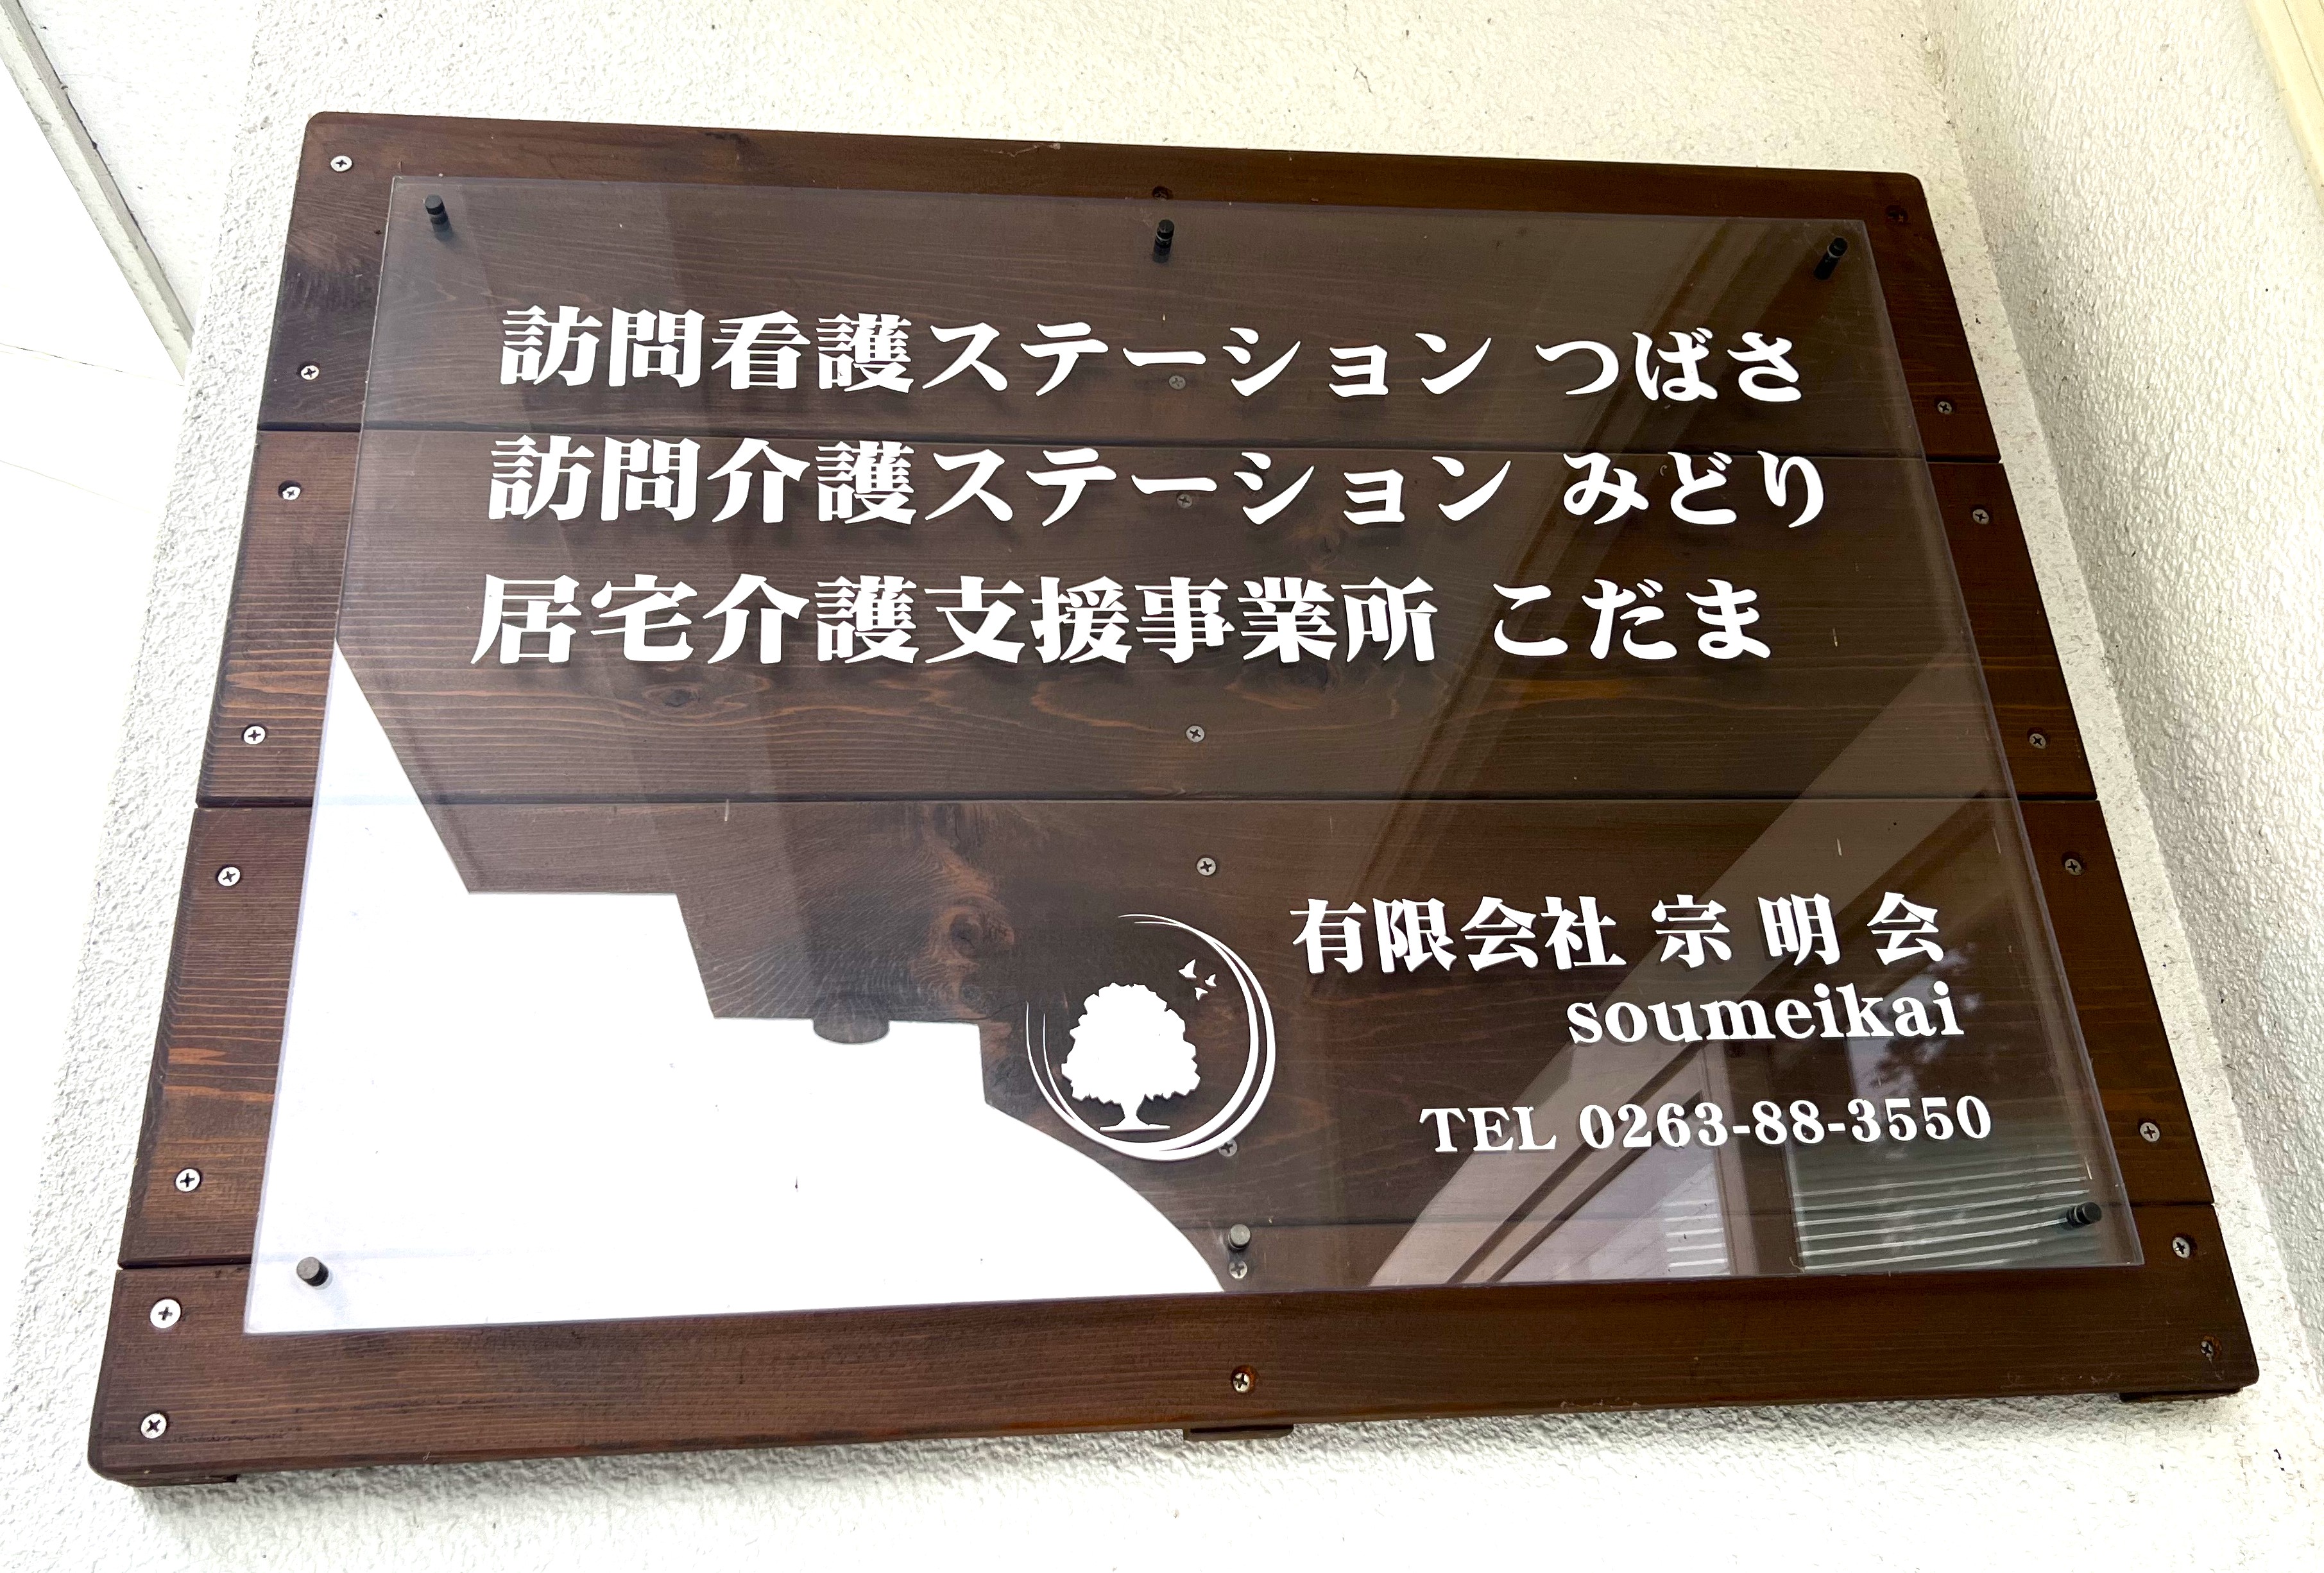 訪問看護ステーション つばさ
訪問介護ステーション みどり
居宅介護支援事業所 こだま
有限会社 宗明会
soumeikai
TEL 0263-88-3550